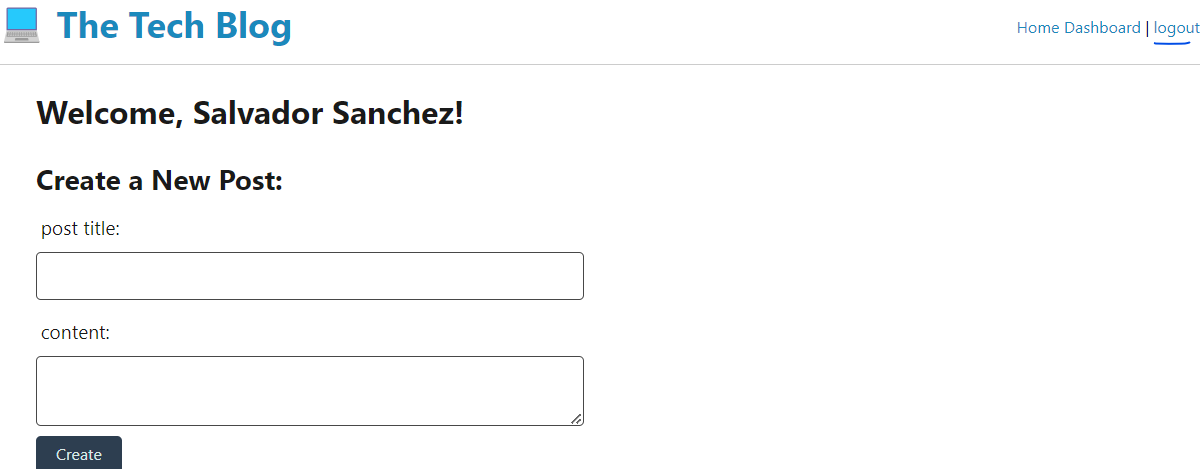 The Tech Blog
Home Dashboard | logout
Welcome, Salvador Sanchez!
Create a New Post:
post title:
content:
Create